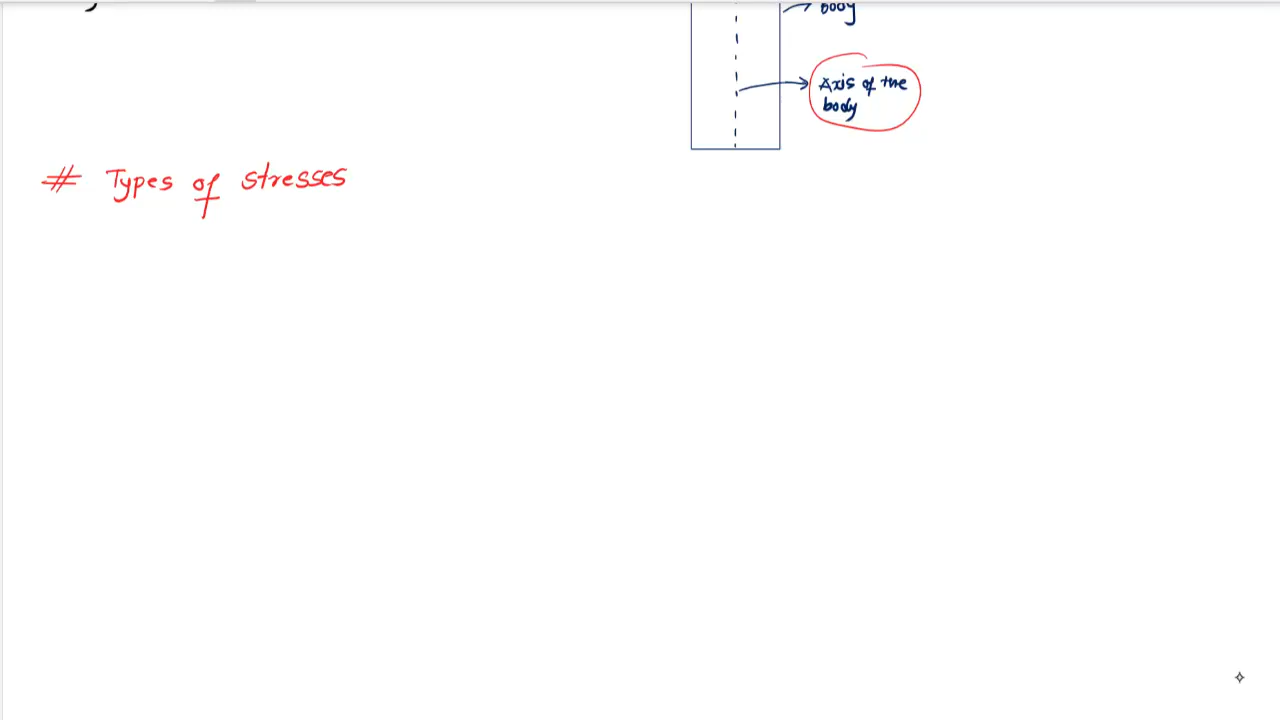 body
Axis of the
body
# Types of stresses